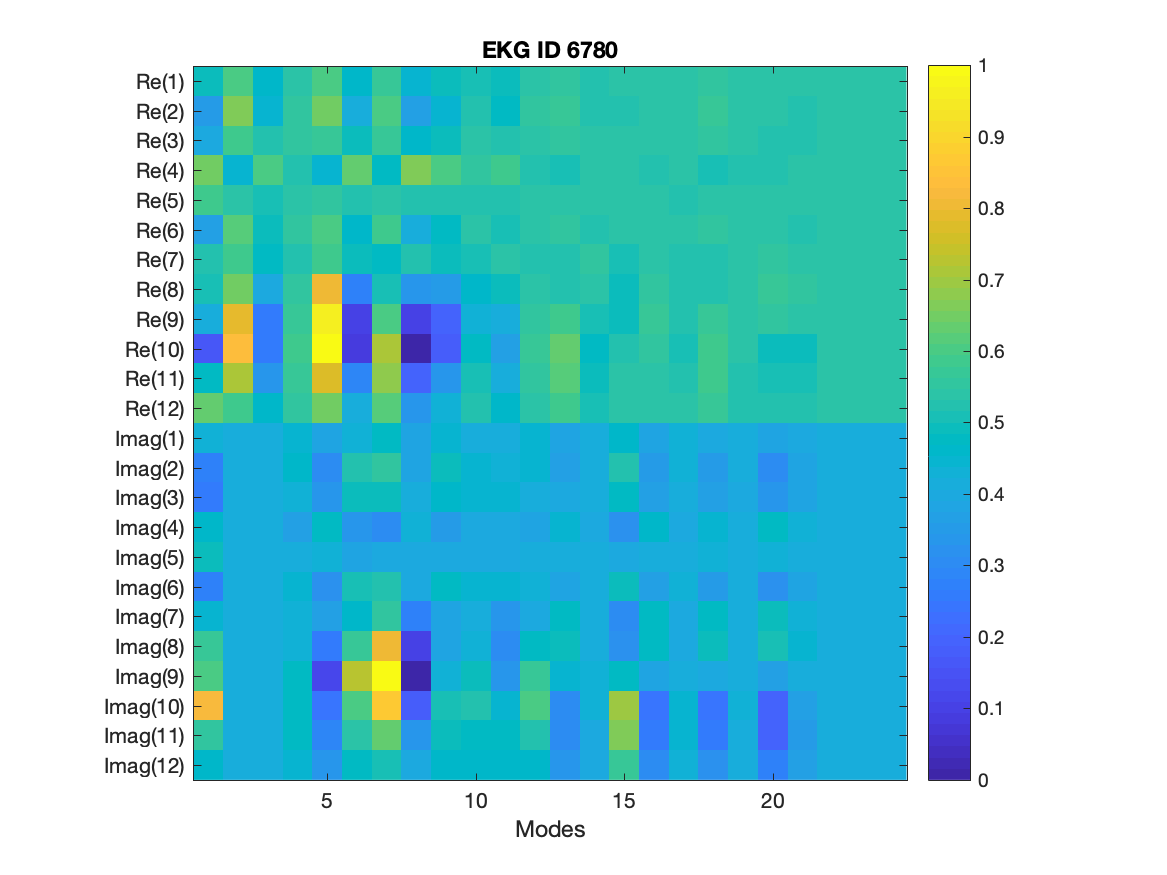 EKG ID 6780
Re(1)
Re(2)
Re(3)
Re(4)
Re(5)
Re(6)
Re(7)
Re(8)
Re(9)
Re(10)
Re(11)
Re(12)
Imag(1)
Imag(2)
Imag(3)
Imag(4)
Imag(5)
Imag(6)
Imag(7)
Imag(8)
Imag(9)
Imag(10)
Imag(11)
Imag(12)
5 10 15 20
Modes
1
0.9
0.8
0.7
0.6
0.5
0.4
0.3
0.2
0.1
0